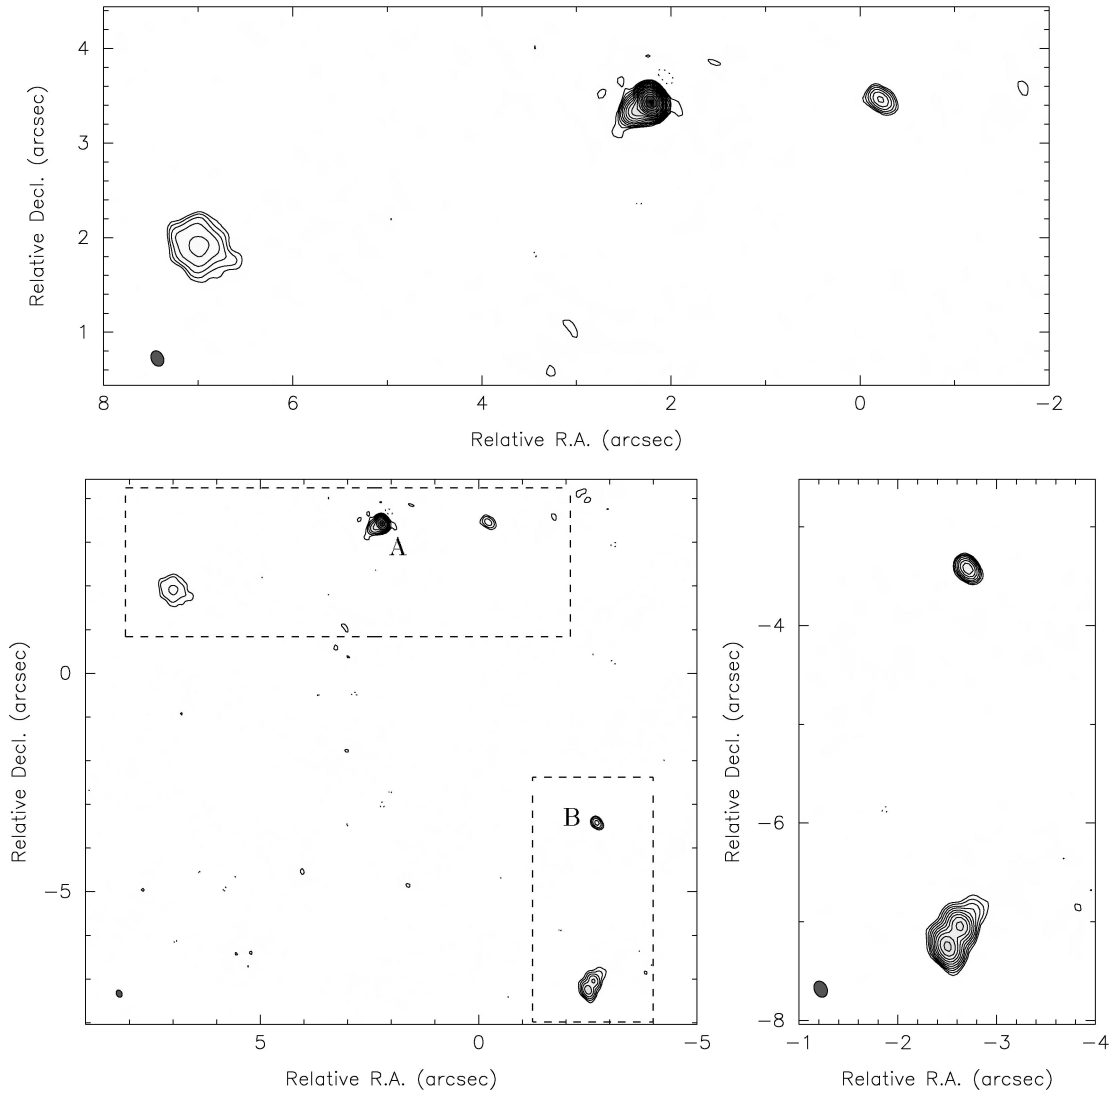 4
3
2
1
Relative Decl. (arcsec)
8 6 4 2 0 −2
Relative R.A. (arcsec)
A
B
0
−5
Relative Decl. (arcsec)
5 0 −5
Relative R.A. (arcsec)
−4
−6
−8
Relative Decl. (arcsec)
−1 −2 −3 −4
Relative R.A. (arcsec)